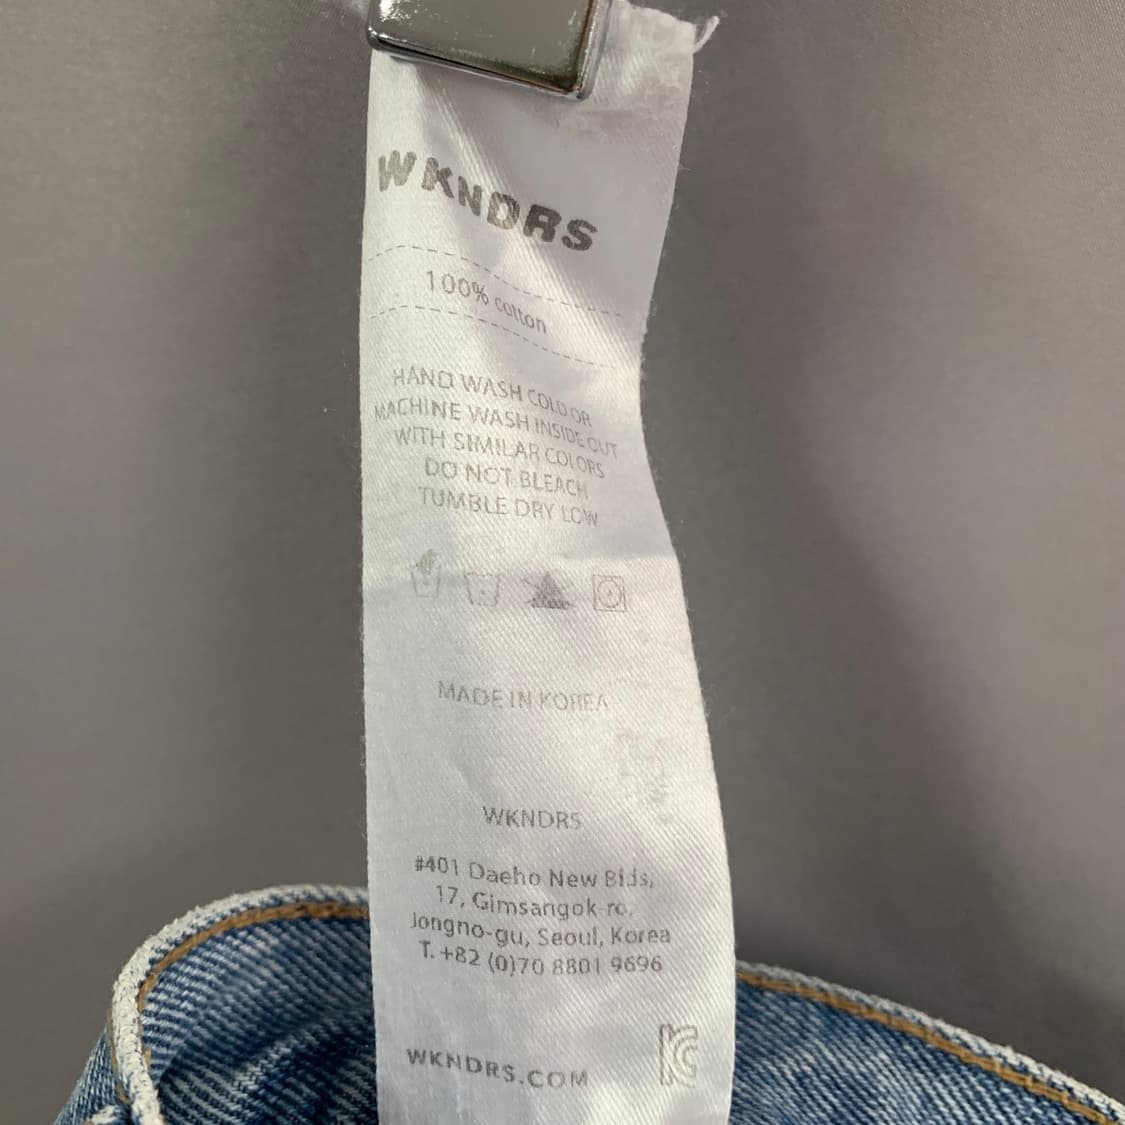 WKNDRS
100% cotton
HAND WASH COLD OR
MACHINE WASH INSIDE OUT
WITH SIMILAR COLORS
DO NOT BLEACH
TUMBLE DRY LOW
MADE IN KOREA
WKNDRS
#401 Daeho New Blds,
17, Gimsangok-ro,
Jongno-gu, Seoul, Korea
T. +82 (0)70 8801 9696
WKNDRS.COM